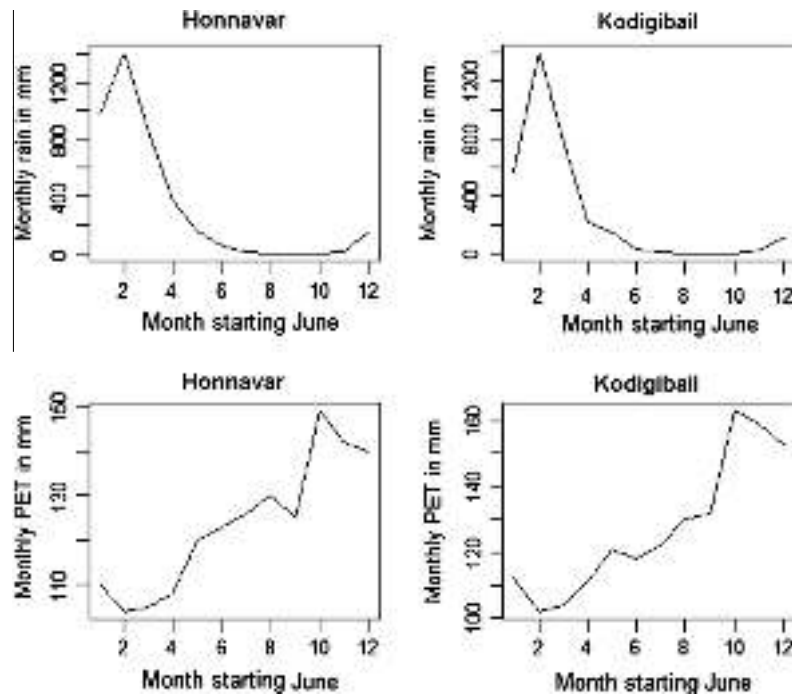 Honnavar
Monthly rain in mm
0 400 800 1200
2 4 6 8 10 12
Month starting June
Kodigibail
Monthly rain in mm
0 400 800 1200
2 4 6 8 10 12
Month starting June
Honnavar
Monthly PET in mm
110 130 150
2 4 6 8 10 12
Month starting June
Kodigibail
Monthly PET in mm
100 120 140 160
2 4 6 8 10 12
Month starting June